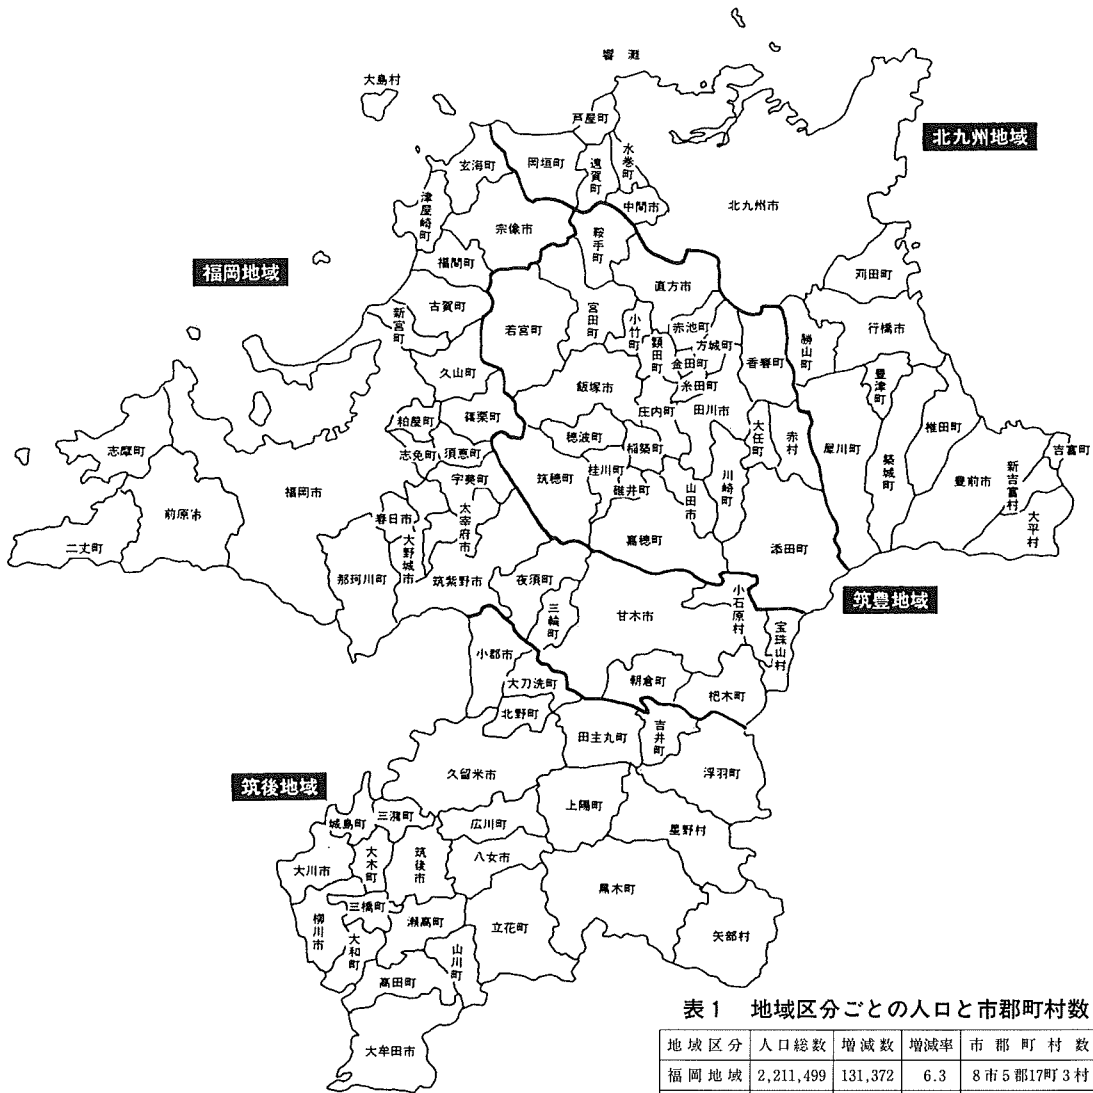 響灘
大島村
芦屋町
北九州地域
水巻町
玄海町
岡垣町
遠賀町
中間市
北九州市
津屋崎町
宗像市
鞍手町
福間町
福岡地域
苅田町
直方市
古賀町
新宮町
若宮町
宮田町
小竹町
赤池町
行橋市
頴田町
方城町
勝山町
金田町
香春町
久山町
豊津町
飯塚市
糸田町
篠栗町
粕屋町
庄内町
田川市
椎田町
大任町
赤村
志摩町
穂波町
稲築町
犀川町
吉富町
志免町
須恵町
築城町
新吉富村
豊前市
宇美町
筑穂町
桂川町
川崎町
福岡市
碓井町
山田市
前原市
春日市
太宰府市
大平村
大野城市
嘉穂町
添田町
二丈町
那珂川町
筑紫野市
夜須町
筑豊地域
小石原村
三輪町
甘木市
宝珠山村
小郡市
朝倉町
大刀洗町
杷木町
北野町
吉井町
田主丸町
久留米市
浮羽町
筑後地域
上陽町
城島町
三潴町
広川町
星野村
大木町
筑後市
八女市
大川市
黒木町
三橋町
瀬高町
柳川市
立花町
大和町
山川町
矢部村
高田町
大牟田市
表1 地域区分ごとの人口と市郡町村数
地域区分 人口総数 増減数 増減率 市郡町村数
福岡地域 2,211,499 131,372 6.3 8市5郡17町3村